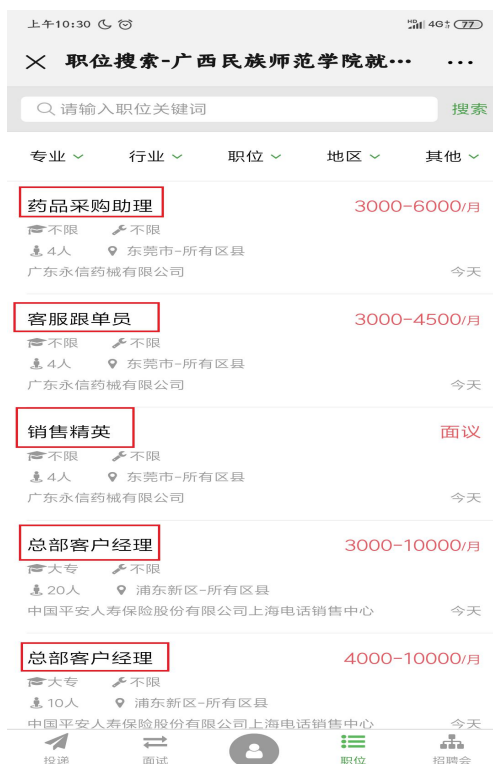 上午10:30
HD 4G 77
职位搜索-广西民族师范学院就… …
请输入职位关键词 搜索
专业 行业 职位 地区 其他
药品采购助理 3000-6000/月
不限 不限
4人 东莞市-所有区县
广东永信药械有限公司 今天
客服跟单员 3000-4500/月
不限 不限
4人 东莞市-所有区县
广东永信药械有限公司 今天
销售精英 面议
不限 不限
4人 东莞市-所有区县
广东永信药械有限公司 今天
总部客户经理 3000-10000/月
大专 不限
20人 浦东新区-所有区县
中国平安人寿保险股份有限公司上海电话销售中心 今天
总部客户经理 4000-10000/月
大专 不限
10人 浦东新区-所有区县
中国平安人寿保险股份有限公司上海电话销售中心 今天
投递 面试 职位 招聘会